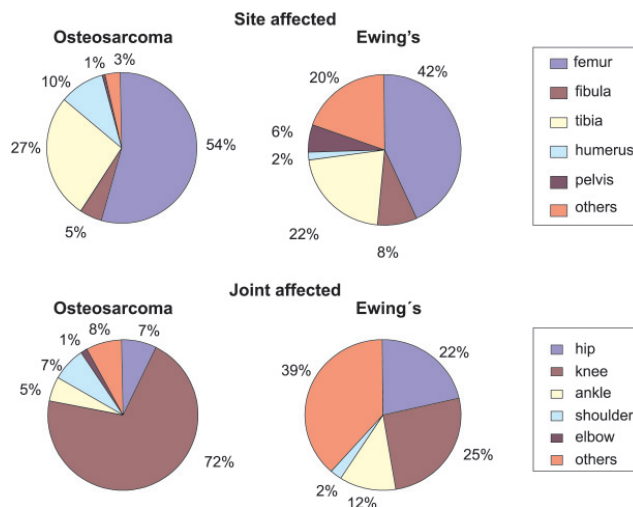 Site affected
Osteosarcoma
Ewing's
1%
3%
10%
27%
54%
5%
20%
42%
6%
2%
22%
8%
femur
fibula
tibia
humerus
pelvis
others
Joint affected
Osteosarcoma
Ewing´s
1%
8%
7%
7%
5%
72%
39%
22%
25%
2%
12%
hip
knee
ankle
shoulder
elbow
others